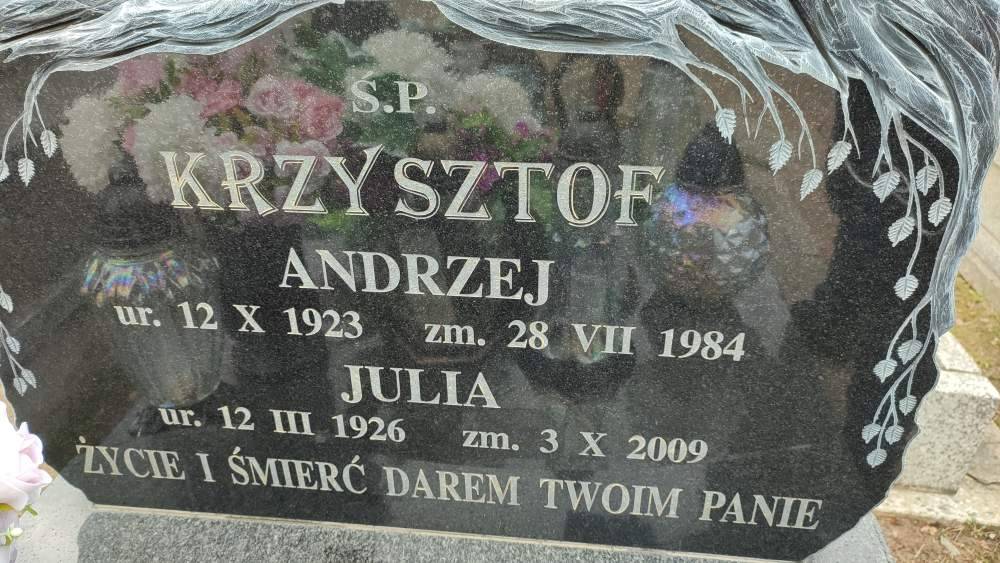 Ś.P.
KRZYSZTOF
ANDRZEJ
ur. 12 X 1923 zm. 28 VII 1984
JULIA
ur. 12 III 1926 zm. 3 X 2009
ŻYCIE I ŚMIERĆ DAREM TWOIM PANIE